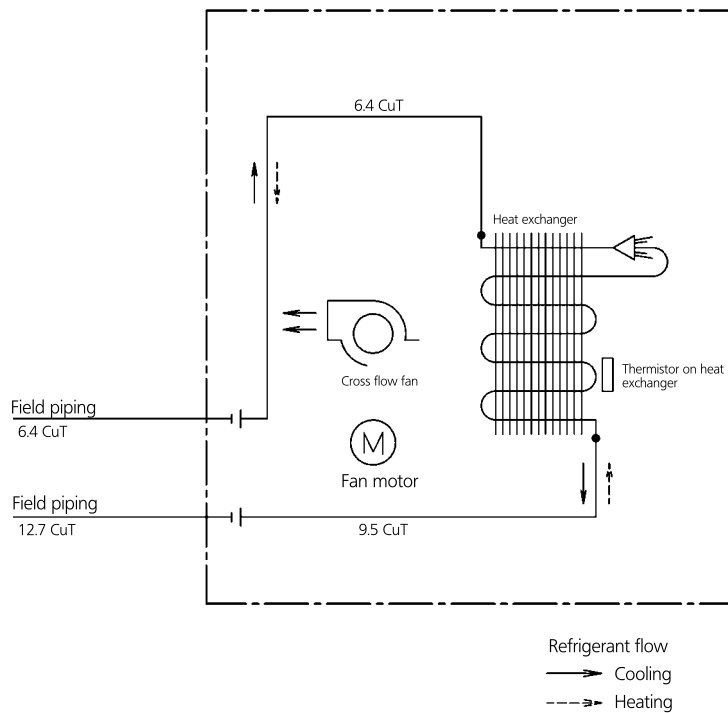 6.4 CuT
Heat exchanger
Cross flow fan
Thermistor on heat
exchanger
Field piping
6.4 CuT
M
Fan motor
Field piping
12.7 CuT
9.5 CuT
Refrigerant flow
Cooling
Heating